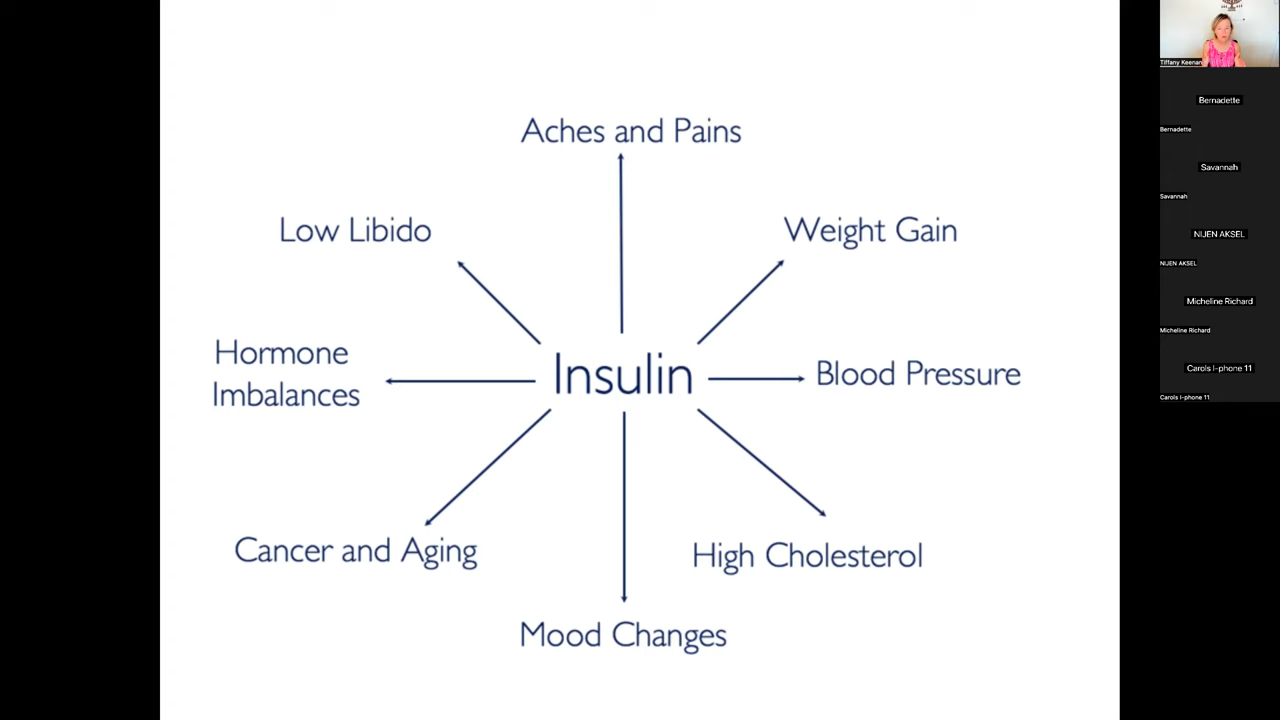 Aches and Pains
Low Libido
Weight Gain
Hormone
Imbalances
Insulin
Blood Pressure
Cancer and Aging
High Cholesterol
Mood Changes
Tiffany Keenan
Bernadette
Bernadette
Savannah
Savannah
NIJEN AKSEL
NIJEN AKSEL
Micheline Richard
Micheline Richard
Carols I-phone 11
Carols I-phone 11